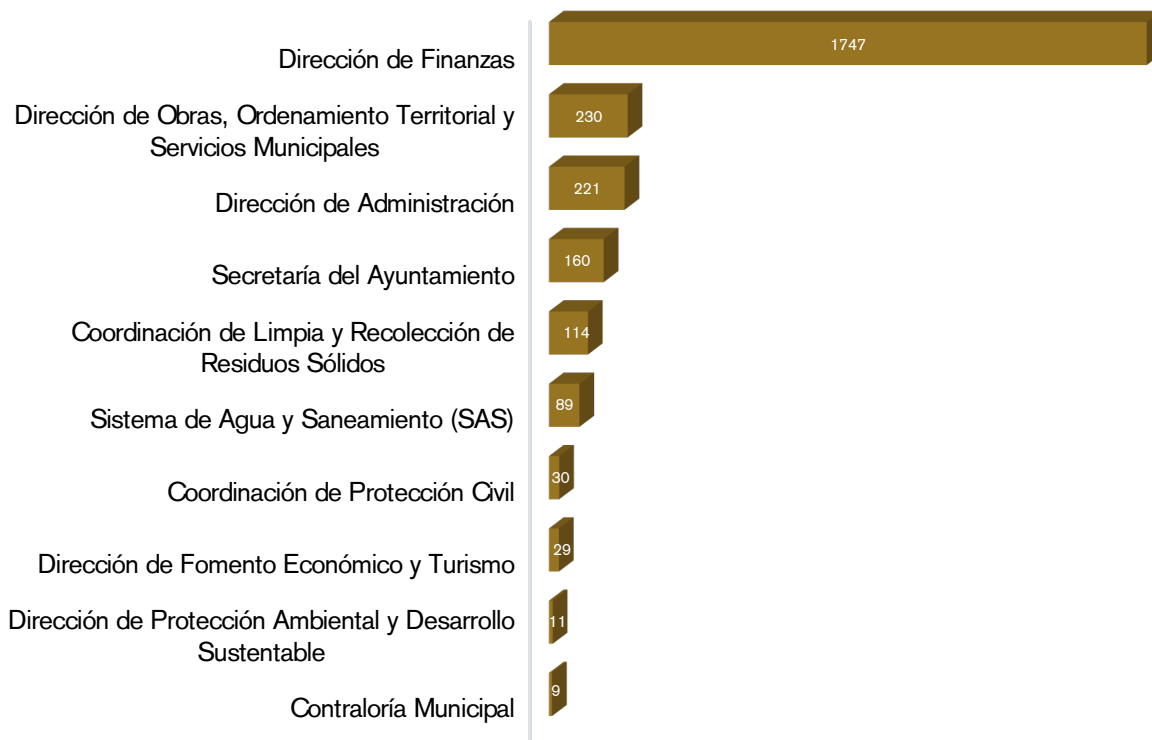 Dirección de Finanzas
1747
Dirección de Obras, Ordenamiento Territorial y
Servicios Municipales
230
Dirección de Administración
221
Secretaría del Ayuntamiento
160
Coordinación de Limpia y Recolección de
Residuos Sólidos
114
Sistema de Agua y Saneamiento (SAS)
89
Coordinación de Protección Civil
30
Dirección de Fomento Económico y Turismo
29
Dirección de Protección Ambiental y Desarrollo
Sustentable
11
Contraloría Municipal
9